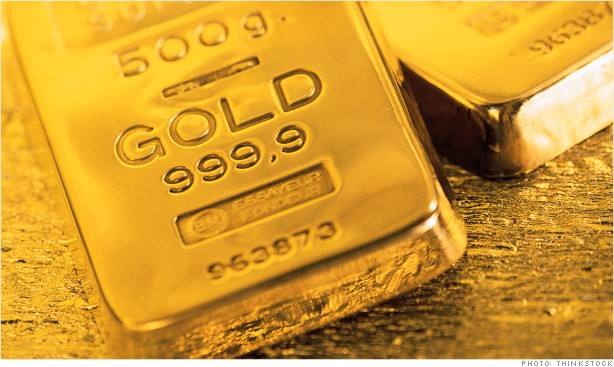 500g
GOLD
999,9
ESSAYEUR
FONDEUR
963873
PHOTO: THINKSTOCK